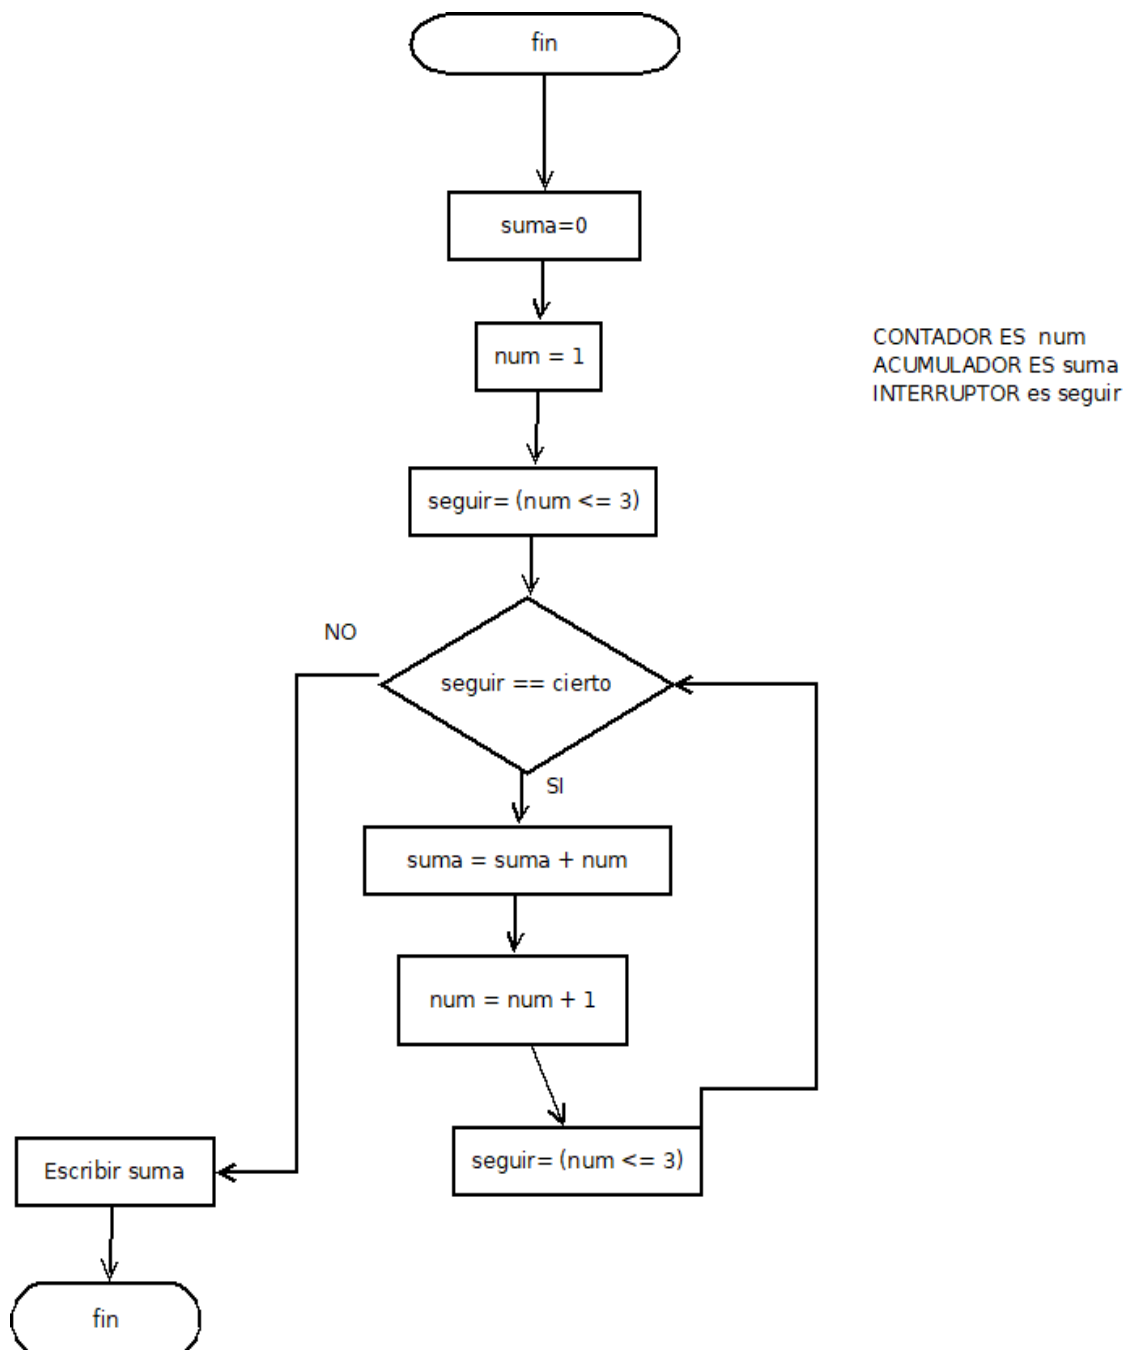 fin
suma=0
num = 1
CONTADOR ES  num
ACUMULADOR ES suma
INTERRUPTOR es seguir
seguir= (num <= 3)
NO
seguir == cierto
SI
suma = suma + num
num = num + 1
seguir= (num <= 3)
Escribir suma
fin